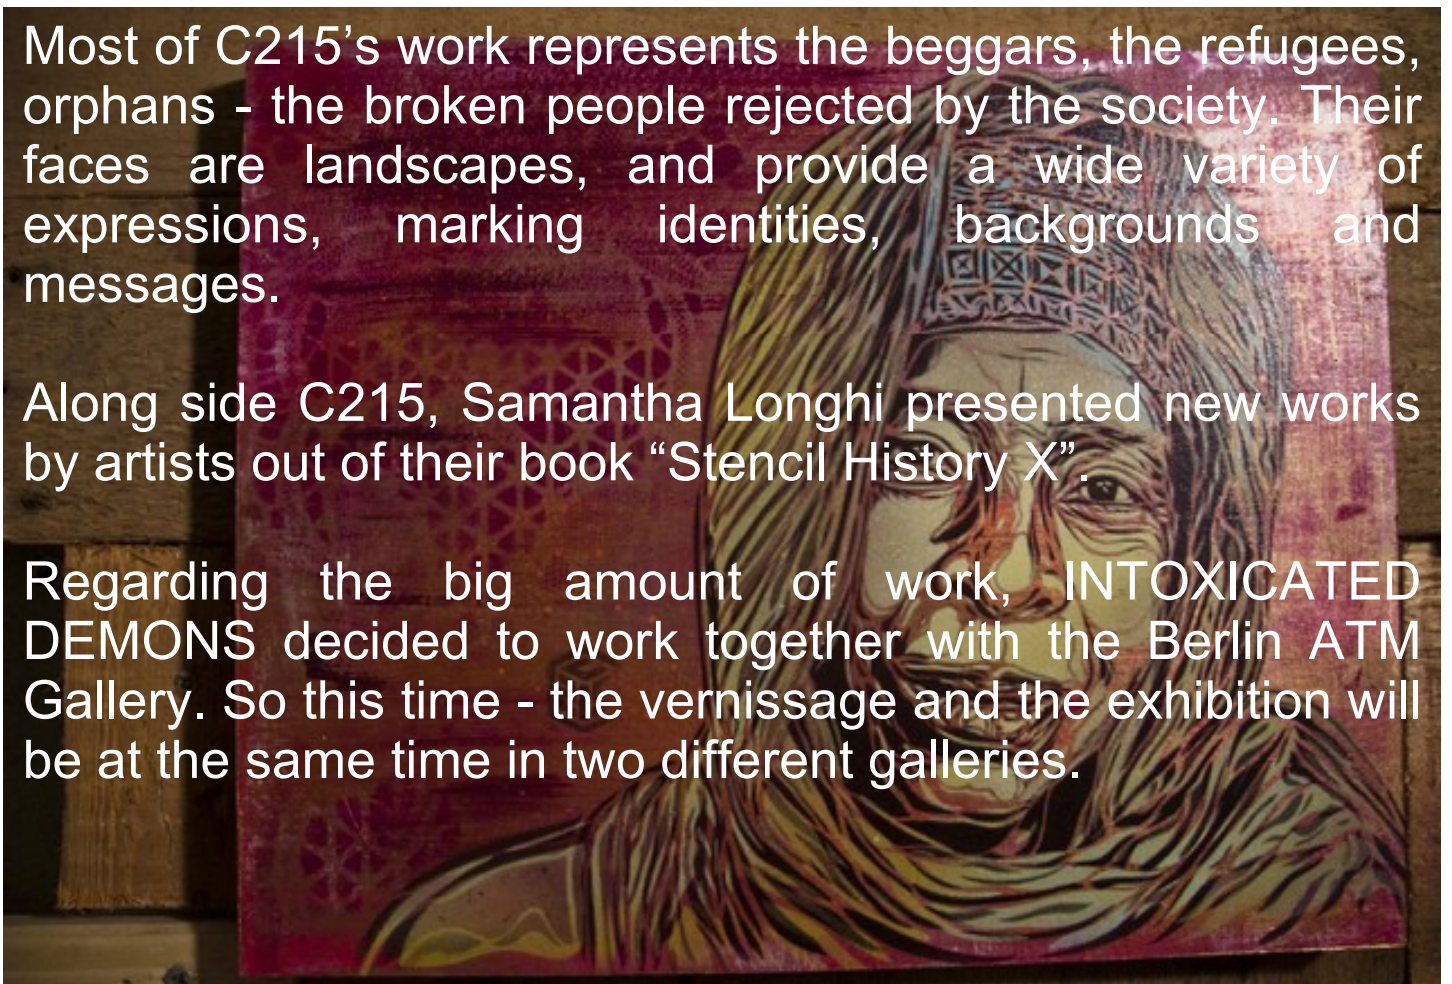 Most of C215’s work represents the beggars, the refugees,
orphans - the broken people rejected by the society. Their
faces are landscapes, and provide a wide variety of
expressions, marking identities, backgrounds and
messages.
Along side C215, Samantha Longhi presented new works
by artists out of their book “Stencil History X”.
Regarding the big amount of work, INTOXICATED
DEMONS decided to work together with the Berlin ATM
Gallery. So this time - the vernissage and the exhibition will
be at the same time in two different galleries.